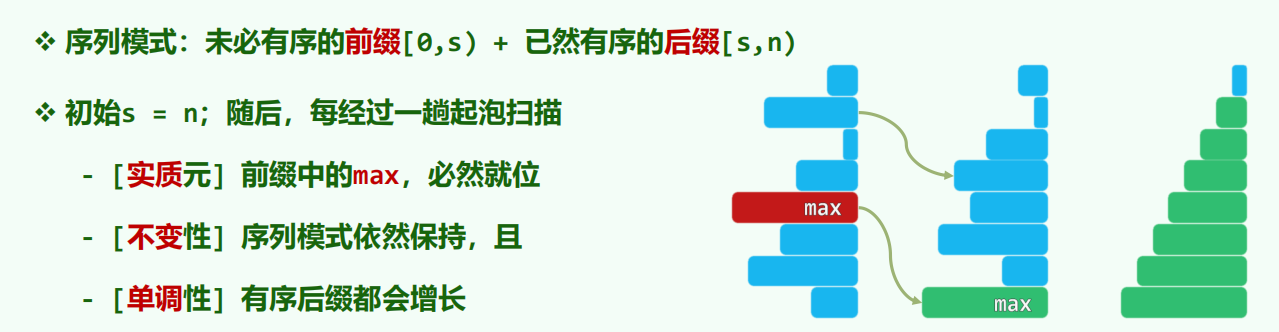 ❖ 序列模式：未必有序的前缀[0,s) + 已然有序的后缀[s,n)
❖ 初始s = n；随后，每经过一趟起泡扫描
- [实质元] 前缀中的max，必然就位
- [不变性] 序列模式依然保持，且
- [单调性] 有序后缀都会增长
max
max